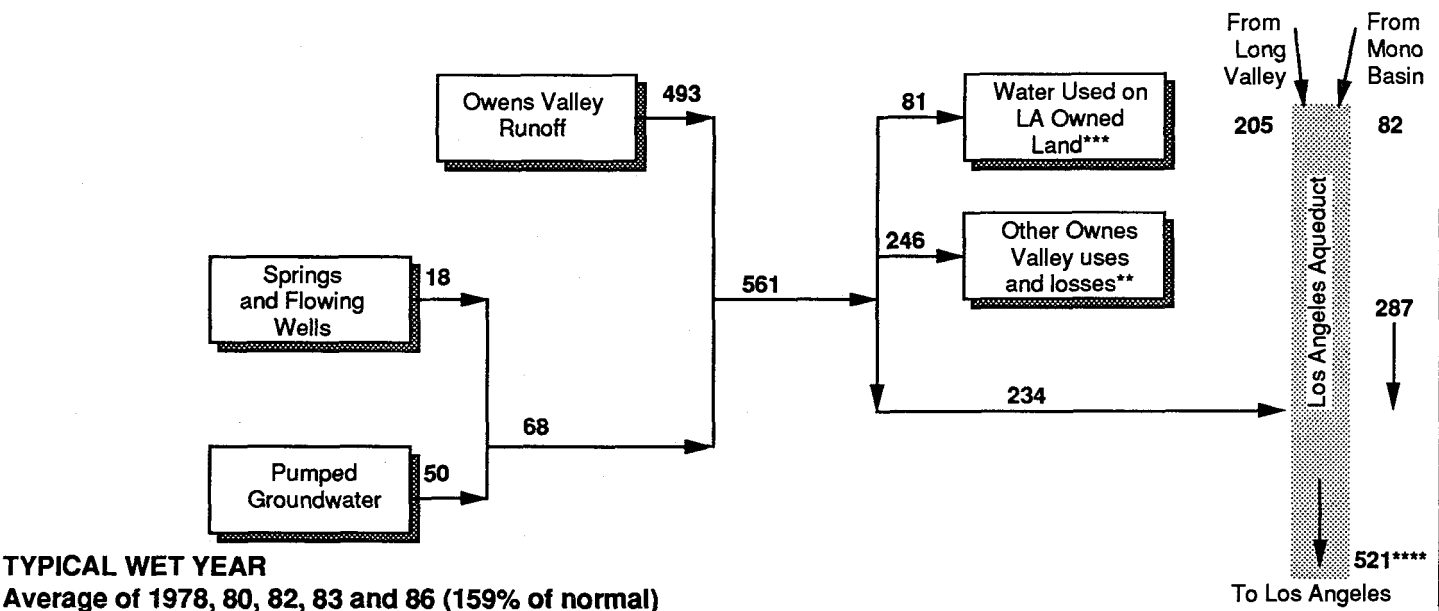 From
Long
Valley
From
Mono
Basin
Owens Valley
Runoff
493
81
Water Used on
LA Owned
Land***
205
82
Springs
and Flowing
Wells
18
561
246
Other Ownes
Valley uses
and losses**
Los Angeles Aqueduct
287
68
234
Pumped
Groundwater
50
521****
To Los Angeles
TYPICAL WET YEAR
Average of 1978, 80, 82, 83 and 86 (159% of normal)